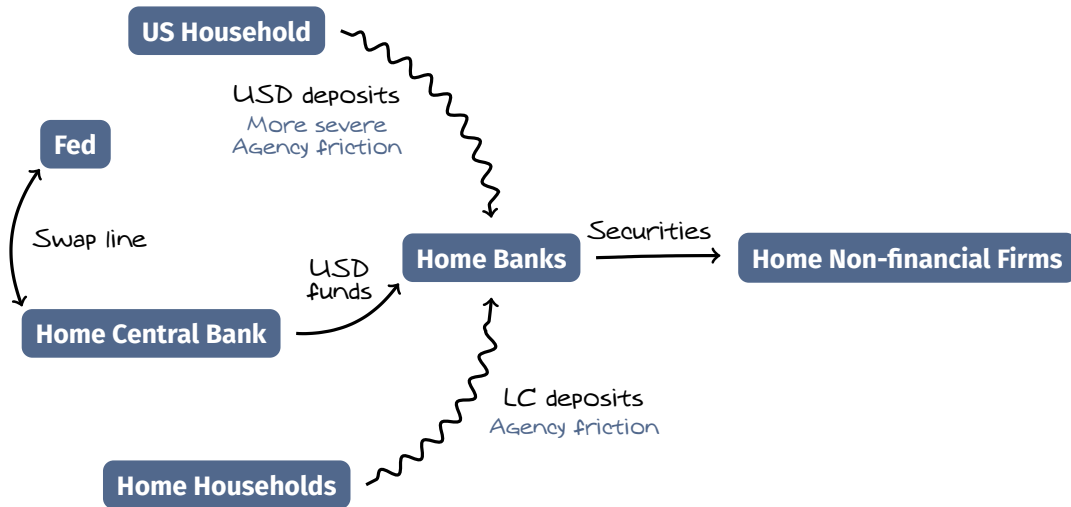 US Household
USD deposits
More severe
Agency friction
Fed
Swap line
USD
funds
Home Banks
Securities
Home Non-financial Firms
Home Central Bank
LC deposits
Agency friction
Home Households